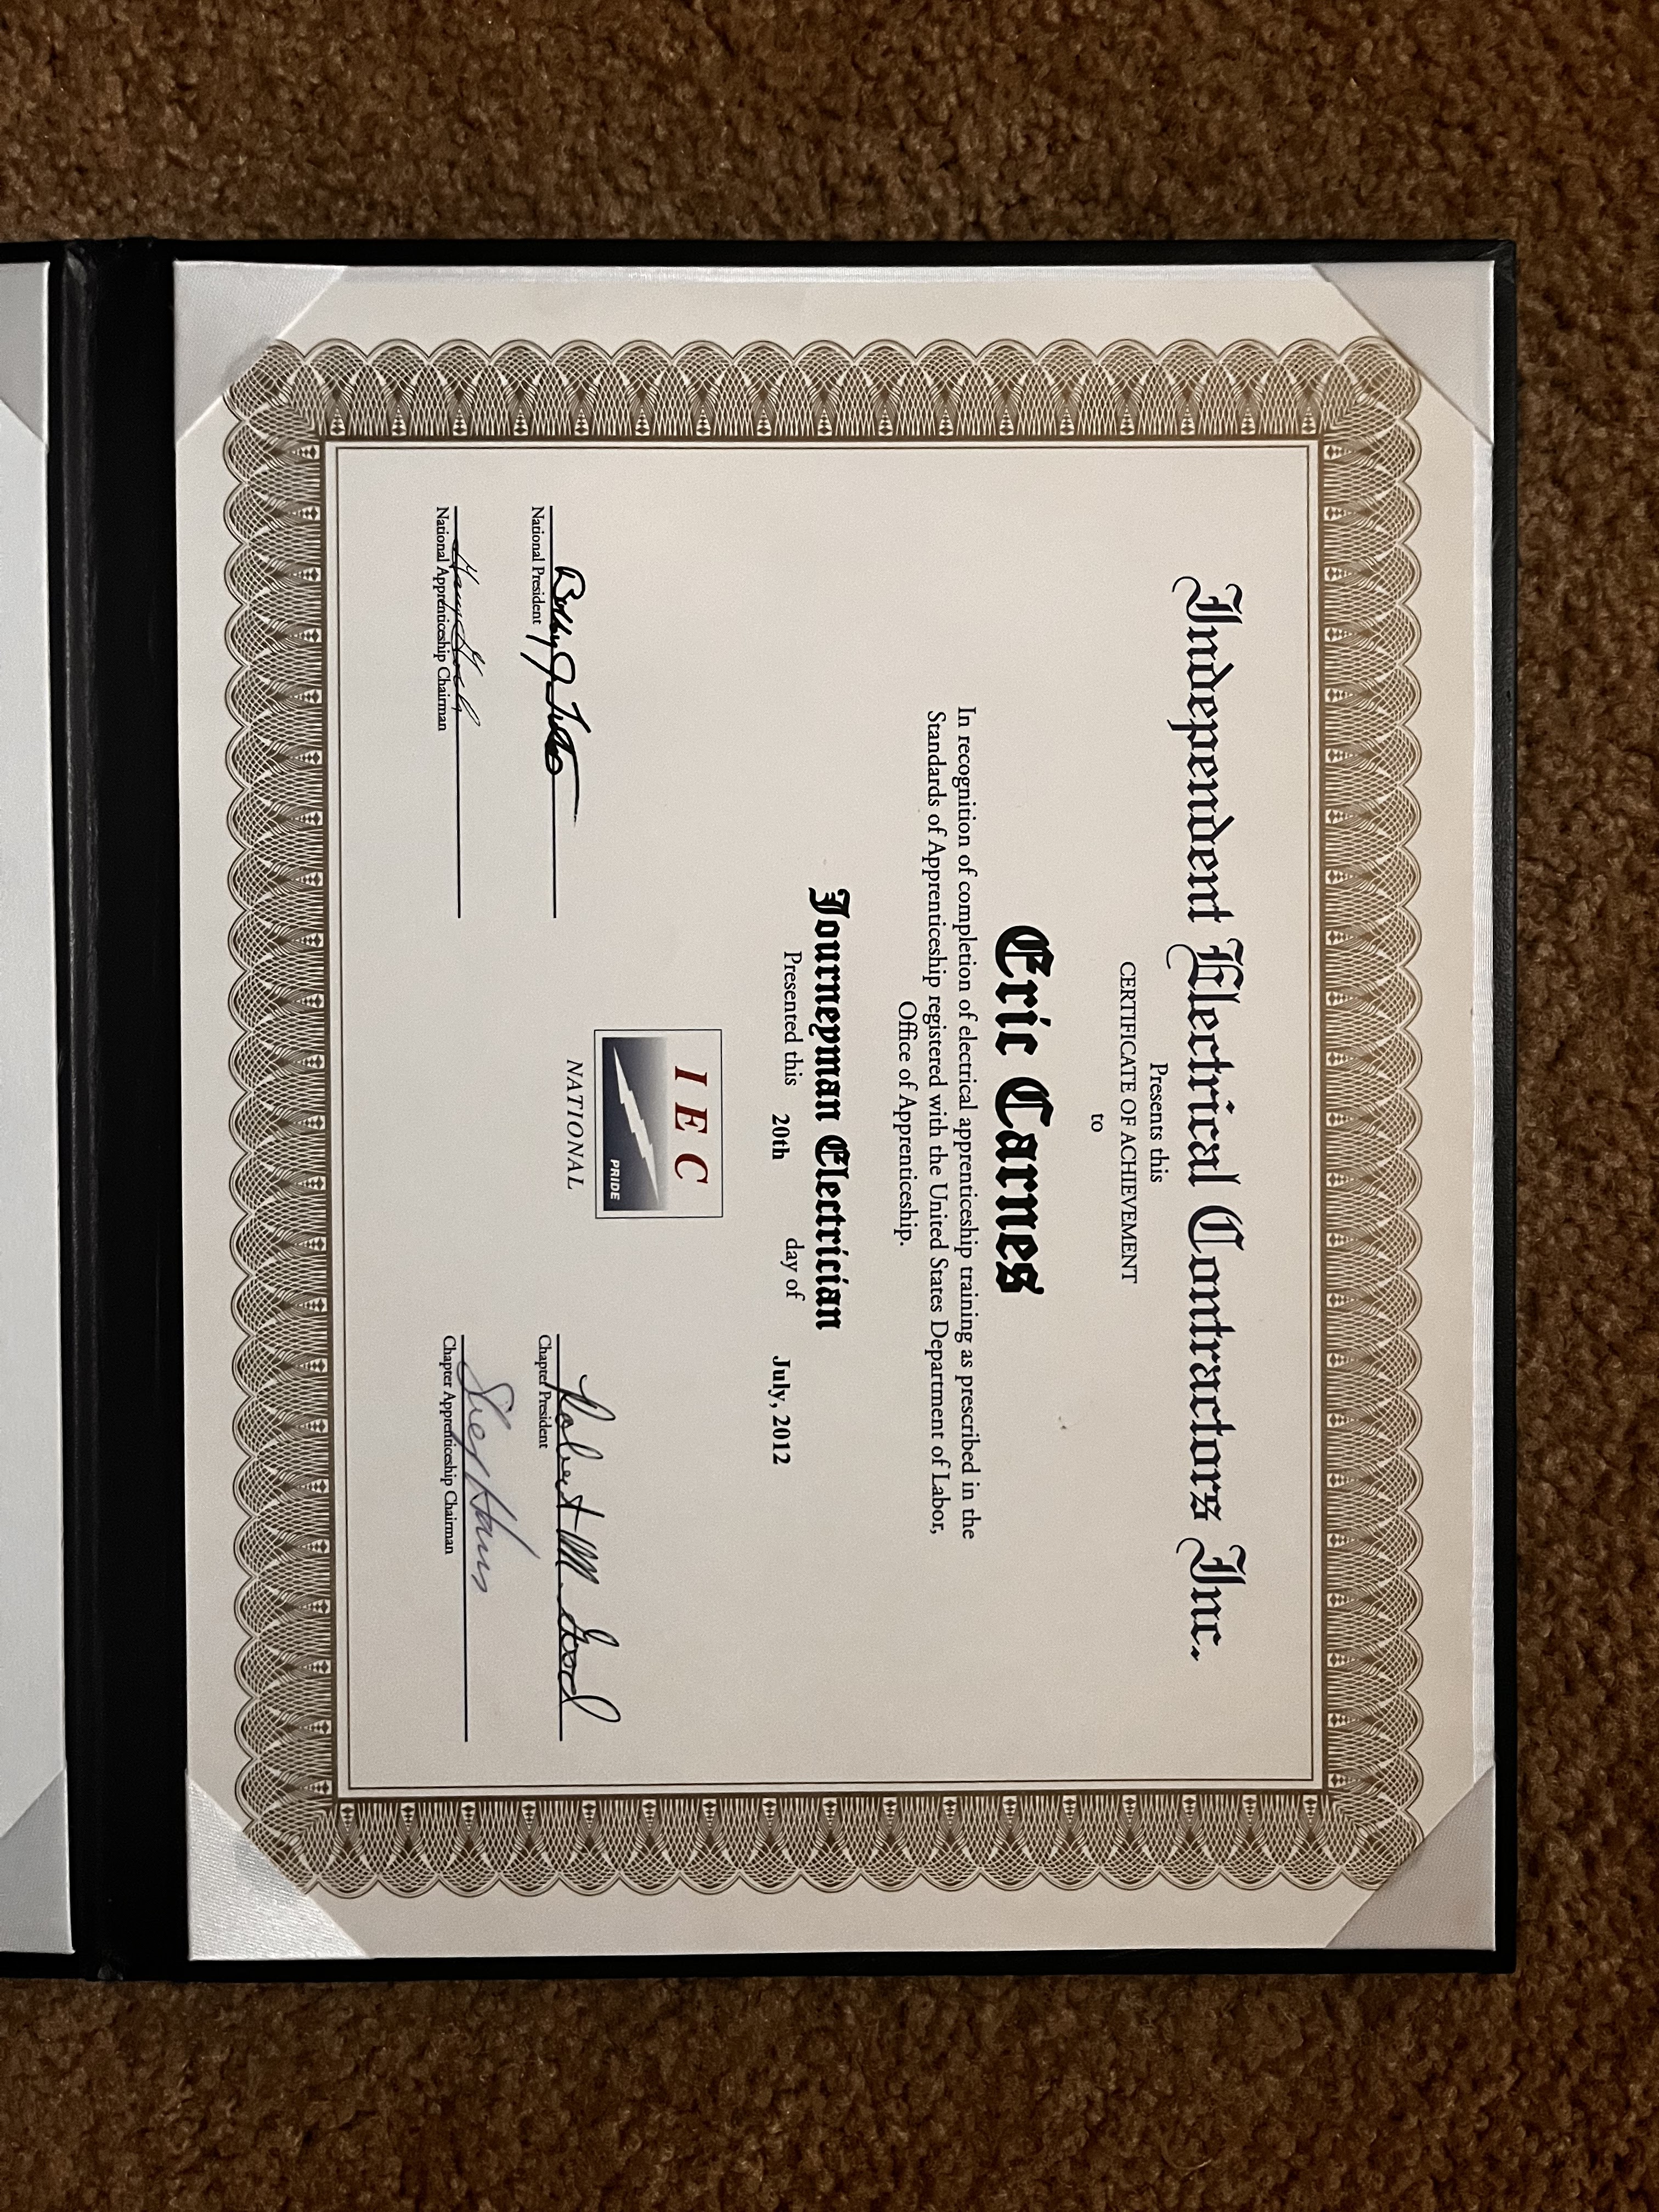 Independent Electrical Contractors Inc.
Presents this
CERTIFICATE OF ACHIEVEMENT
to
Eric Carnes
In recognition of completion of electrical apprenticeship training as prescribed in the
Standards of Apprenticeship registered with the United States Department of Labor,
Office of Apprenticeship.
Journeyman Electrician
Presented this 20th day of July, 2012
IEC
PRIDE
NATIONAL
National President
Robert M. Good
Chapter President
National Apprenticeship Chairman
Chapter Apprenticeship Chairman